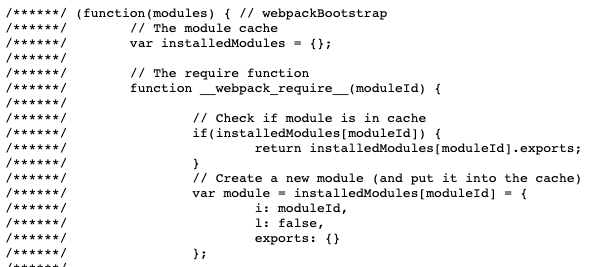 /******/ (function(modules) { // webpackBootstrap
/******/ 	// The module cache
/******/ 	var installedModules = {};
/******/
/******/ 	// The require function
/******/ 	function __webpack_require__(moduleId) {
/******/
/******/ 		// Check if module is in cache
/******/ 		if(installedModules[moduleId]) {
/******/ 			return installedModules[moduleId].exports;
/******/ 		}
/******/ 		// Create a new module (and put it into the cache)
/******/ 		var module = installedModules[moduleId] = {
/******/ 			i: moduleId,
/******/ 			l: false,
/******/ 			exports: {}
/******/ 		};
/******/